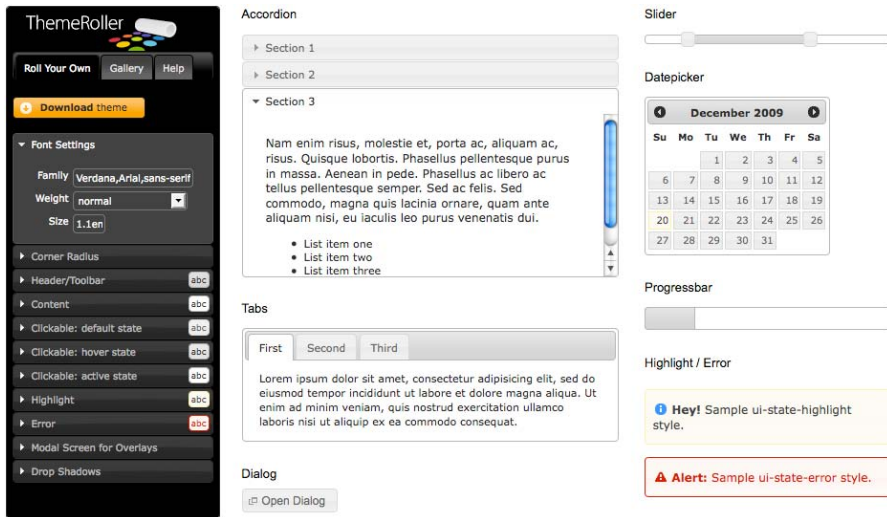 ThemeRoller
Roll Your Own
Gallery
Help
Download theme
Font Settings
Family Verdana,Arial,sans-serif
Weight normal
Size 1.1em
Corner Radius
Header/Toolbar abc
Content abc
Clickable: default state abc
Clickable: hover state abc
Clickable: active state abc
Highlight abc
Error abc
Modal Screen for Overlays
Drop Shadows
Accordion
Section 1
Section 2
Section 3
Nam enim risus, molestie et, porta ac, aliquam ac,
risus. Quisque lobortis. Phasellus pellentesque purus
in massa. Aenean in pede. Phasellus ac libero ac
tellus pellentesque semper. Sed ac felis. Sed
commodo, magna quis lacinia ornare, quam ante
aliquam nisi, eu iaculis leo purus venenatis dui.
• List item one
• List item two
• List item three
Tabs
First Second Third
Lorem ipsum dolor sit amet, consectetur adipisicing elit, sed do
eiusmod tempor incididunt ut labore et dolore magna aliqua. Ut
enim ad minim veniam, quis nostrud exercitation ullamco
laboris nisi ut aliquip ex ea commodo consequat.
Dialog
Open Dialog
Slider
Datepicker
December 2009
Su Mo Tu We Th Fr Sa
1 2 3 4 5
6 7 8 9 10 11 12
13 14 15 16 17 18 19
20 21 22 23 24 25 26
27 28 29 30 31
Progressbar
Highlight / Error
Hey! Sample ui-state-highlight
style.
Alert: Sample ui-state-error style.